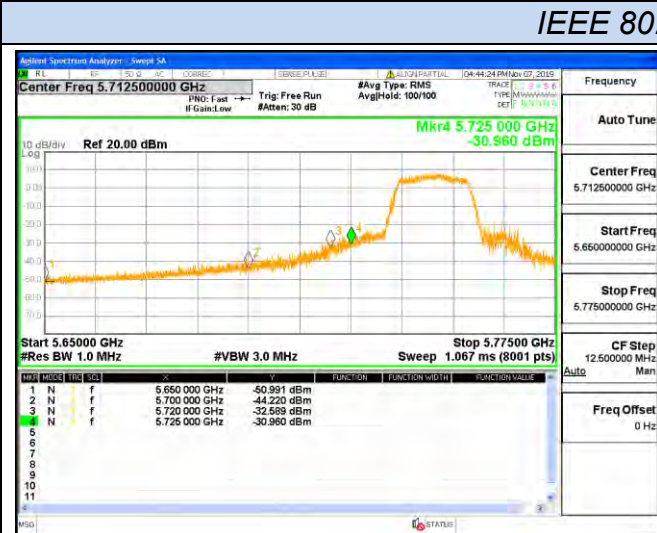 IEEE 80
Agilent Spectrum Analyzer - Swept SA
RL RF 50 Ω AC CORREC SENSE:PULSE ALIGN PARTIAL 04:44:24 PM Nov 07, 2019
Center Freq 5.712500000 GHz
PNO: Fast
IFGain:Low
Trig: Free Run
#Atten: 30 dB
#Avg Type: RMS
Avg|Hold: 100/100
TRACE
TYPE
DET
Mkr4 5.725 000 GHz
-30.960 dBm
10 dB/div Ref 20.00 dBm
Log
1
2
3
4
Start 5.65000 GHz
Stop 5.77500 GHz
#Res BW 1.0 MHz #VBW 3.0 MHz Sweep 1.067 ms (8001 pts)
MKR MODE TRC SCL X Y FUNCTION FUNCTION WIDTH FUNCTION VALUE
1 N f 5.650 000 GHz -50.991 dBm
2 N f 5.700 000 GHz -44.220 dBm
3 N f 5.720 000 GHz -32.589 dBm
4 N f 5.725 000 GHz -30.960 dBm
5
6
7
8
9
10
11
MSG STATUS
Frequency
Auto Tune
Center Freq
5.712500000 GHz
Start Freq
5.650000000 GHz
Stop Freq
5.775000000 GHz
CF Step
12.500000 MHz
Auto Man
Freq Offset
0 Hz